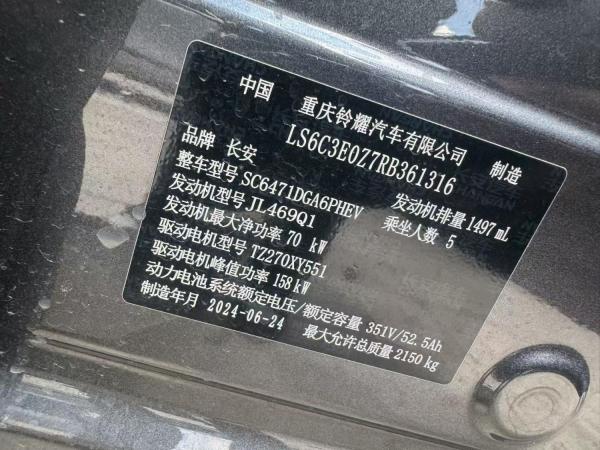 中国 重庆铃耀汽车有限公司 制造
LS6C3E0Z7RB361316
品牌 长安
整车型号 SC6471DGA6PHEV 发动机排量 1497 mL
发动机型号 JL469Q1 乘坐人数 5
发动机最大净功率 70 kW
驱动电机型号 TZ270XY551
驱动电机峰值功率 158 kW
动力电池系统额定电压/额定容量 351V/52.5Ah
制造年月 2024-06-24 最大允许总质量 2150 kg